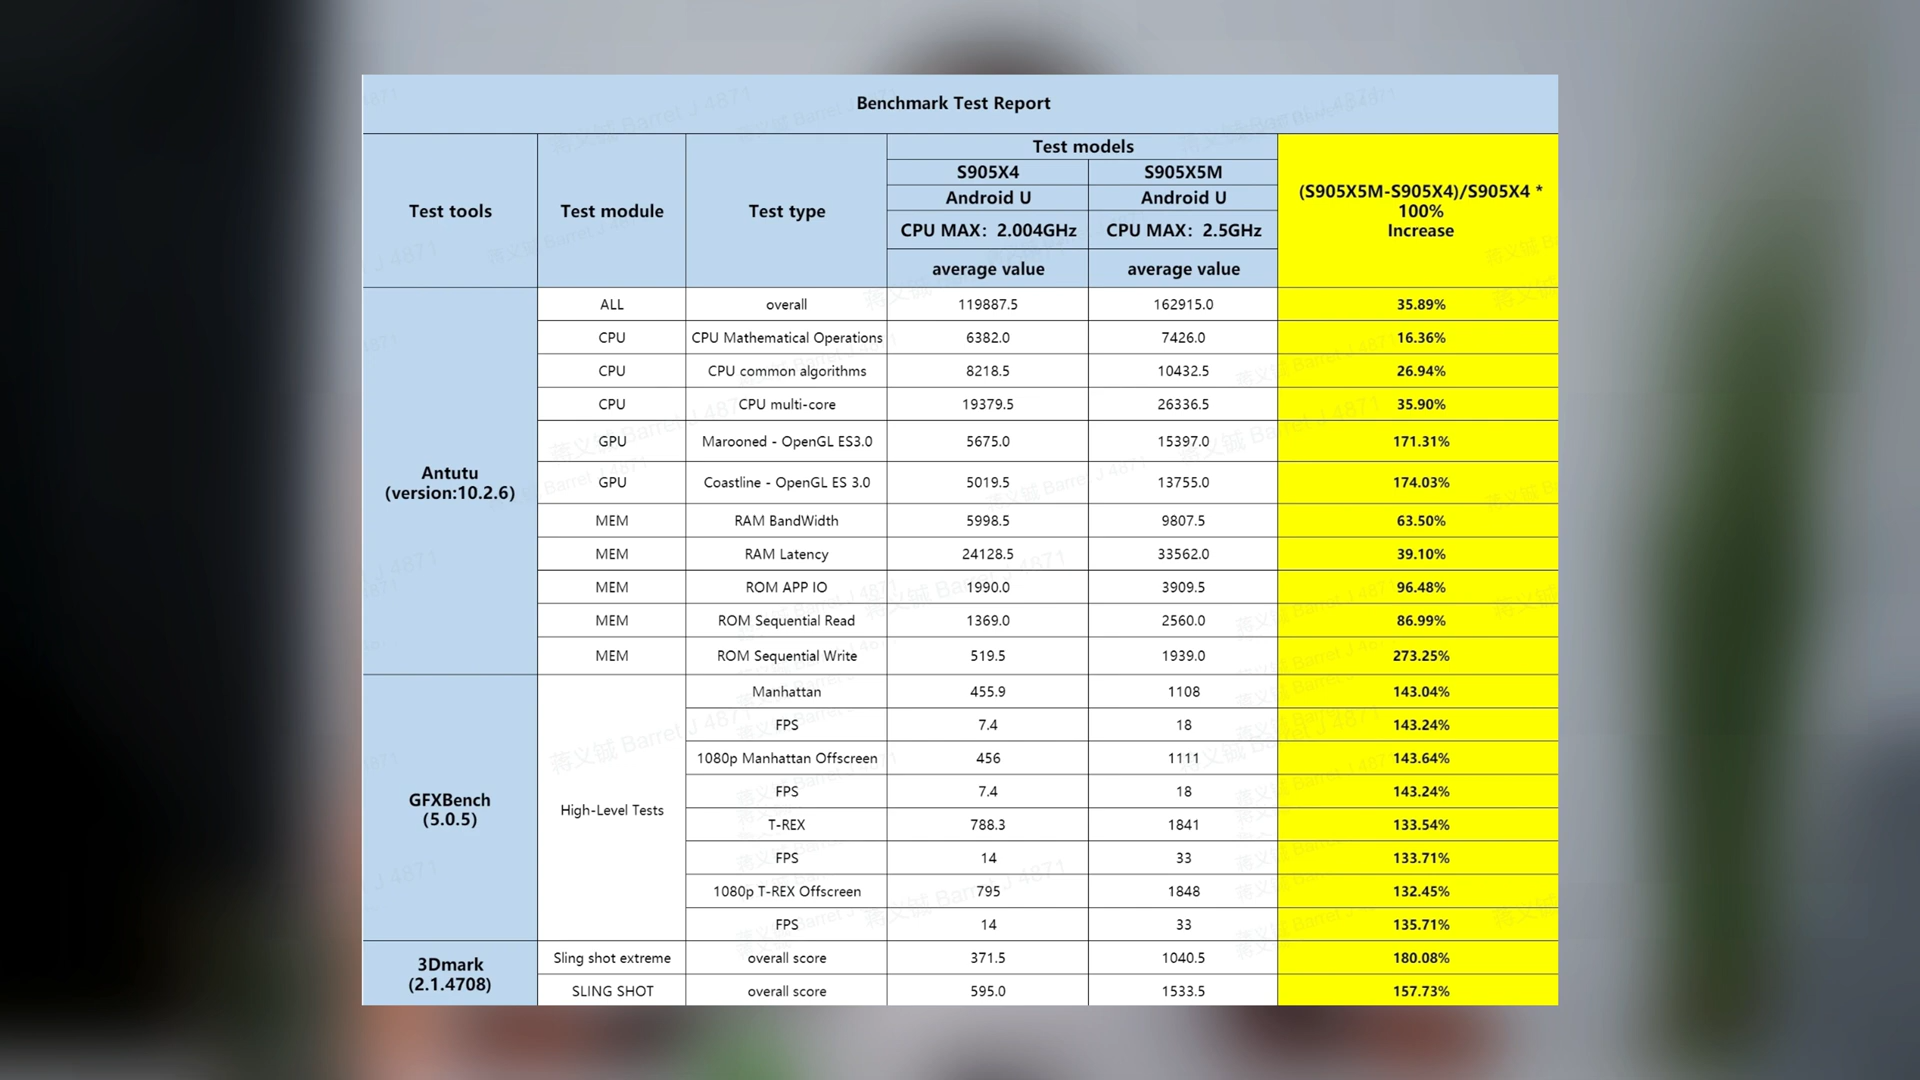 Benchmark Test Report
Test tools Test module Test type Test models (S905X5M-S905X4)/S905X4 *
100%
Increase
S905X4 S905X5M
Android U Android U
CPU MAX： 2.004GHz CPU MAX： 2.5GHz
average value average value
Antutu
(version:10.2.6)
ALL overall 119887.5 162915.0 35.89%
CPU CPU Mathematical Operations 6382.0 7426.0 16.36%
CPU CPU common algorithms 8218.5 10432.5 26.94%
CPU CPU multi-core 19379.5 26336.5 35.90%
GPU Marooned - OpenGL ES3.0 5675.0 15397.0 171.31%
GPU Coastline - OpenGL ES 3.0 5019.5 13755.0 174.03%
MEM RAM BandWidth 5998.5 9807.5 63.50%
MEM RAM Latency 24128.5 33562.0 39.10%
MEM ROM APP IO 1990.0 3909.5 96.48%
MEM ROM Sequential Read 1369.0 2560.0 86.99%
MEM ROM Sequential Write 519.5 1939.0 273.25%
GFXBench
(5.0.5)
High-Level Tests
Manhattan 455.9 1108 143.04%
FPS 7.4 18 143.24%
1080p Manhattan Offscreen 456 1111 143.64%
FPS 7.4 18 143.24%
T-REX 788.3 1841 133.54%
FPS 14 33 133.71%
1080p T-REX Offscreen 795 1848 132.45%
FPS 14 33 135.71%
3Dmark
(2.1.4708)
Sling shot extreme overall score 371.5 1040.5 180.08%
SLING SHOT overall score 595.0 1533.5 157.73%
蒋义铖 Barret J 4871